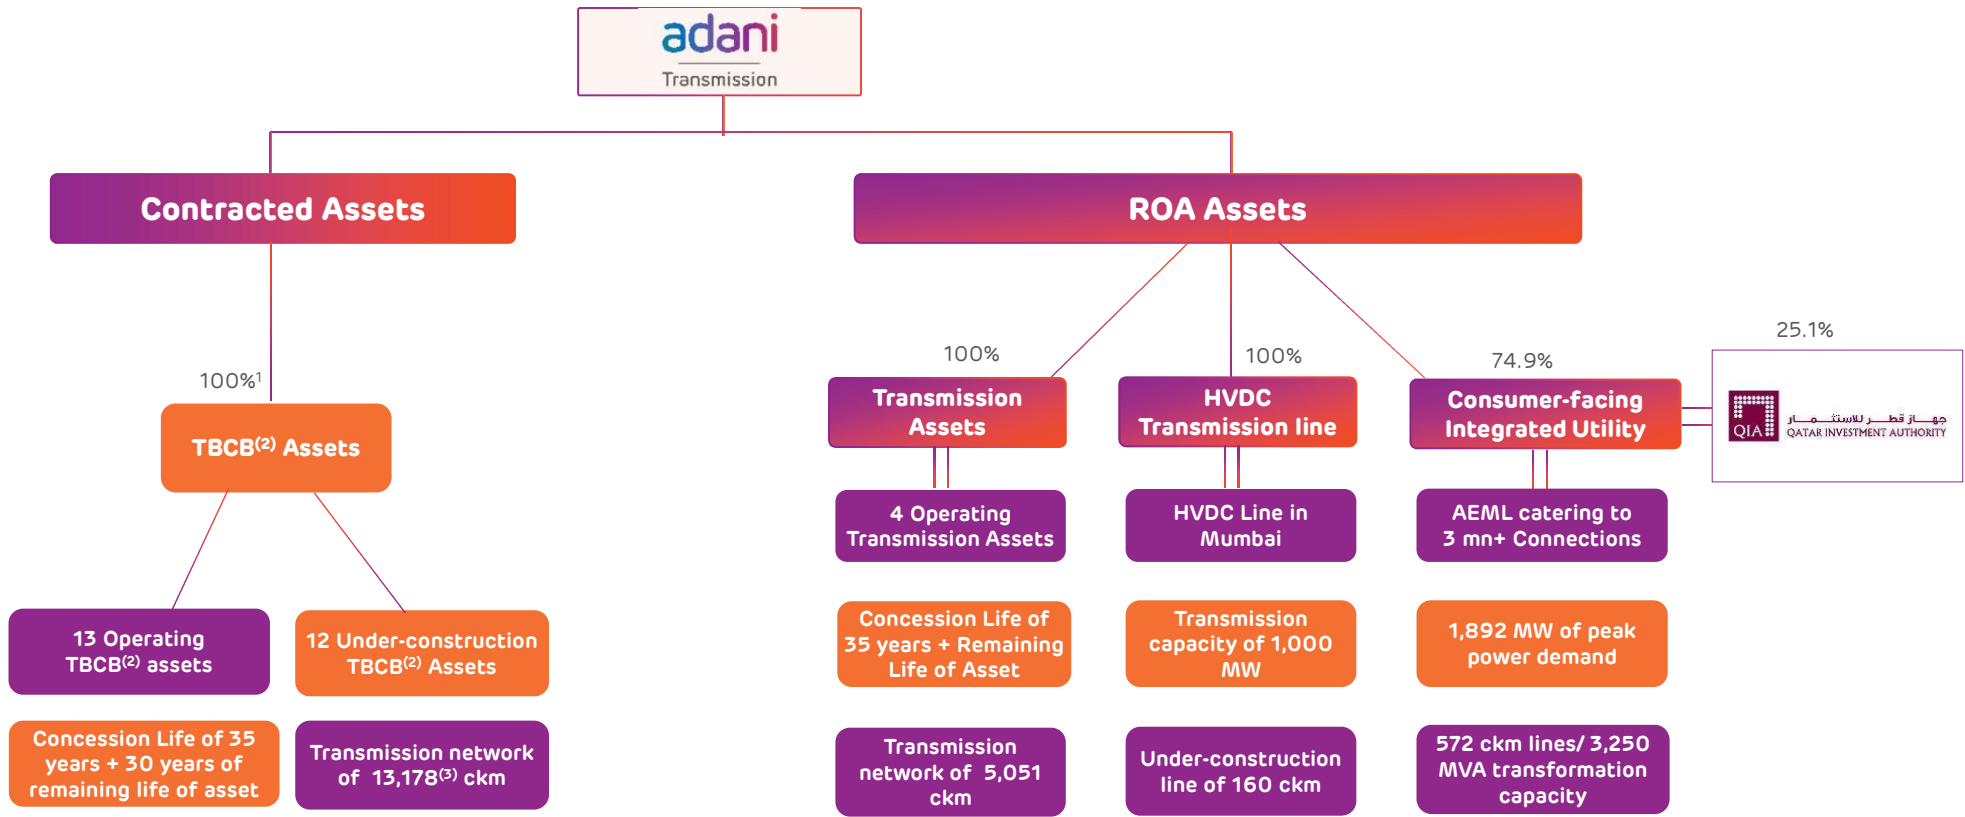 adani
Transmission
Contracted Assets
ROA Assets
100%¹
100%
100%
74.9%
25.1%
TBCB⁽²⁾ Assets
Transmission
Assets
HVDC
Transmission line
Consumer-facing
Integrated Utility
QIA
جهاز قطر للاستثمار
QATAR INVESTMENT AUTHORITY
4 Operating
Transmission Assets
HVDC Line in
Mumbai
AEML catering to
3 mn+ Connections
13 Operating
TBCB⁽²⁾ assets
12 Under-construction
TBCB⁽²⁾ Assets
Concession Life of
35 years + Remaining
Life of Asset
Transmission
capacity of 1,000
MW
1,892 MW of peak
power demand
Concession Life of 35
years + 30 years of
remaining life of asset
Transmission network
of 13,178⁽³⁾ ckm
Transmission
network of 5,051
ckm
Under-construction
line of 160 ckm
572 ckm lines/ 3,250
MVA transformation
capacity